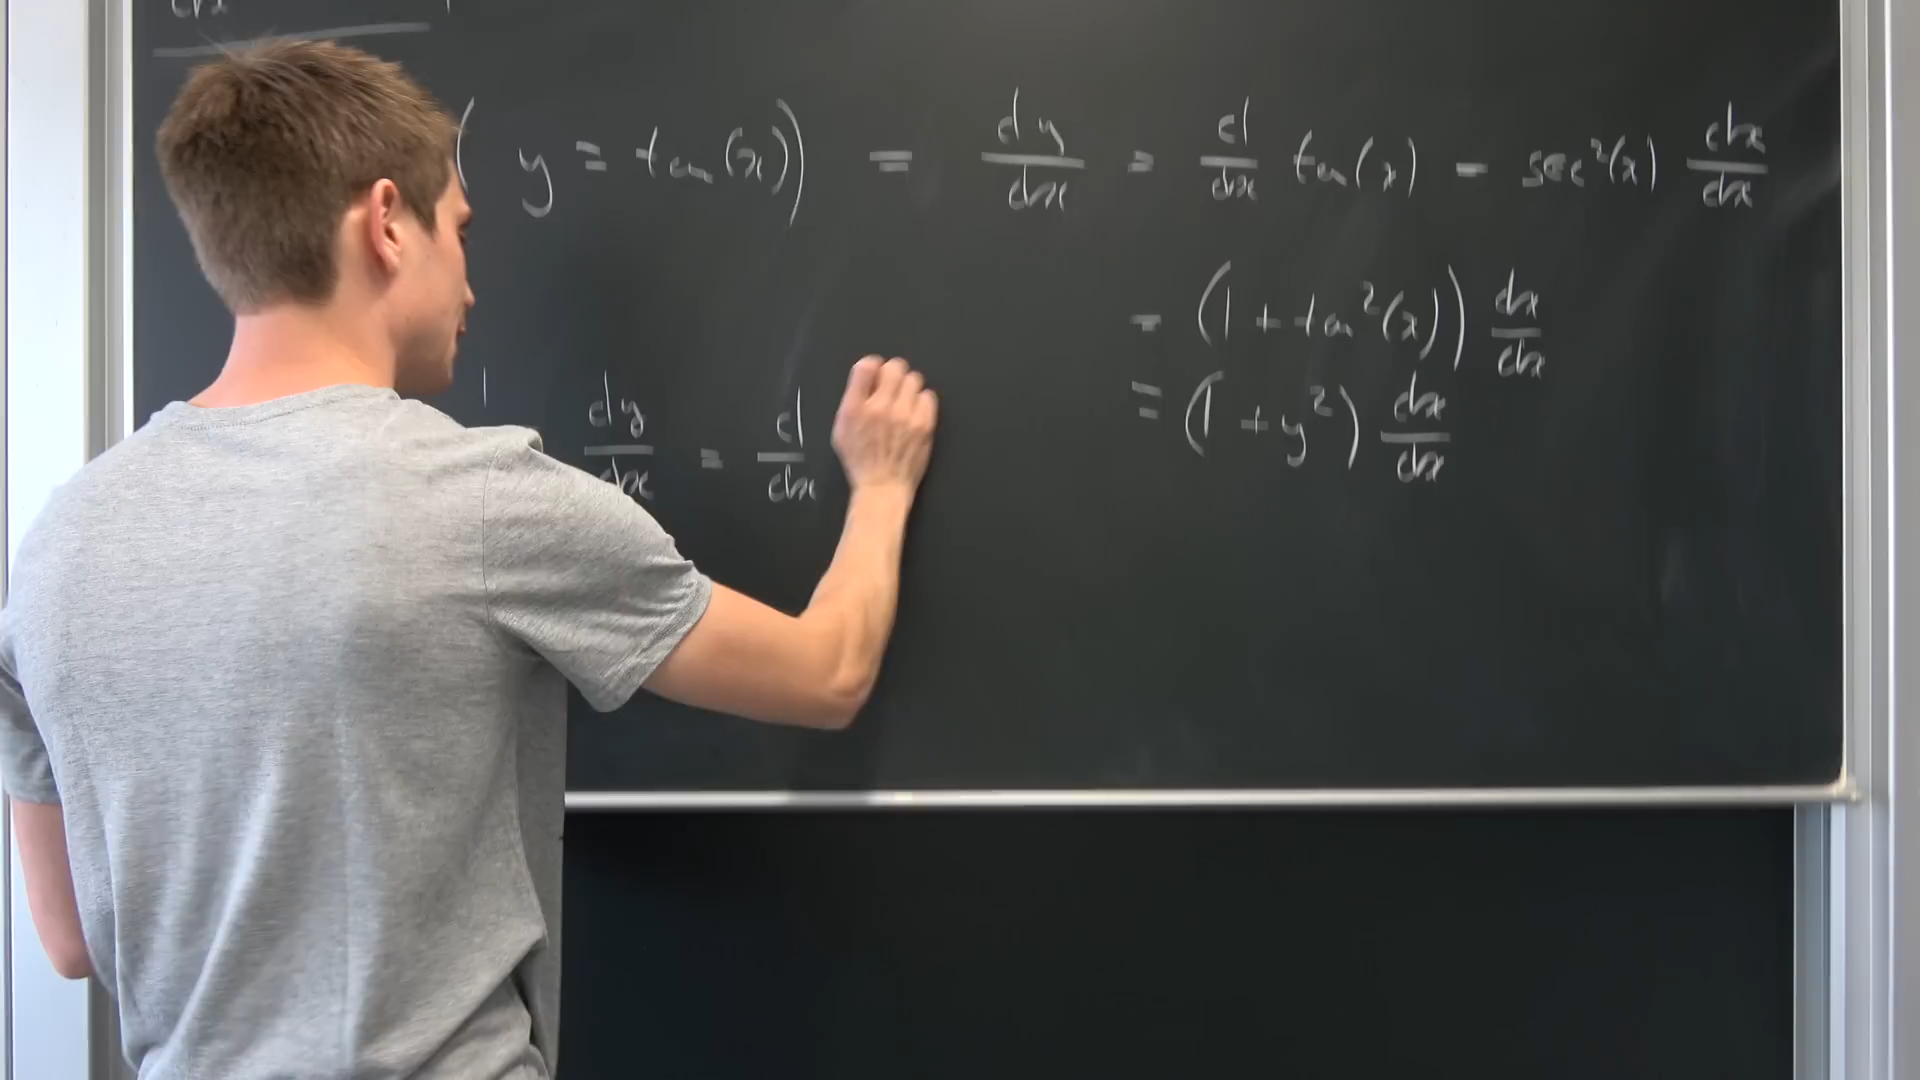 dx
( y = tan(x)) = dy/dx = d/dx tan(x) = sec²(x) dx/dx
= (1 + tan²(x)) dx/dx
= (1 + y²) dx/dx
dy/dx = d/dx